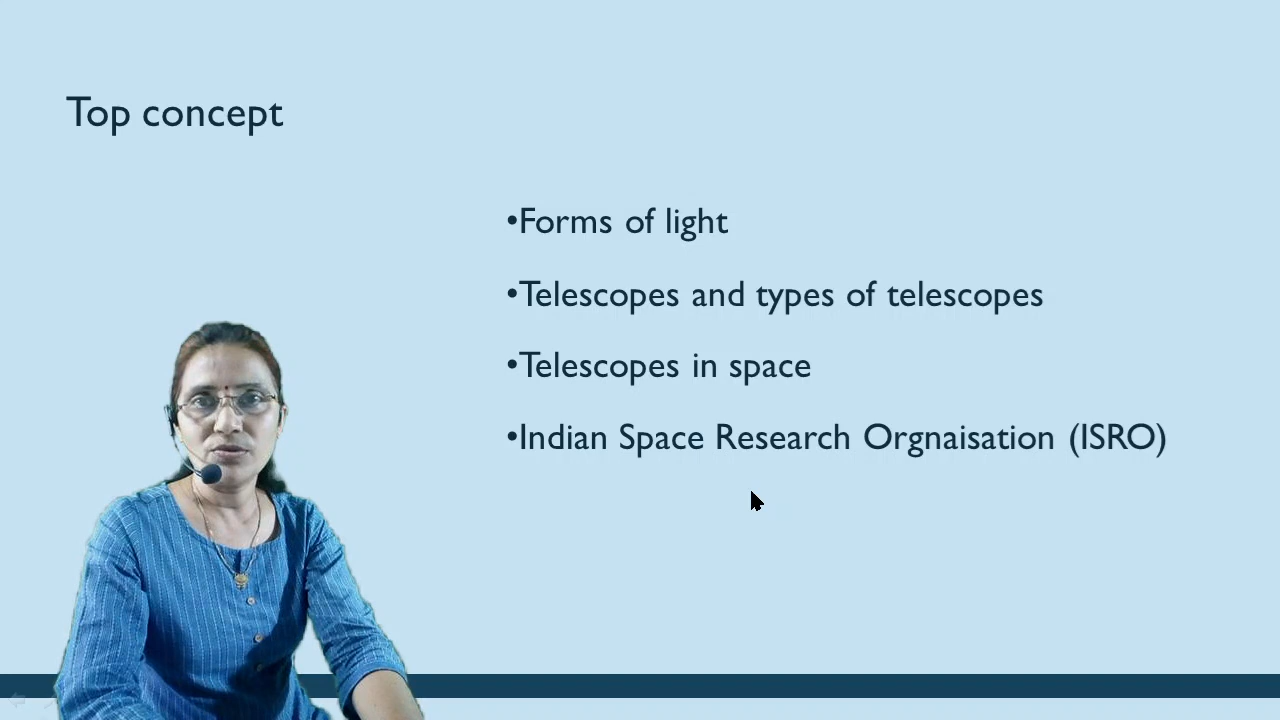 Top concept
•Forms of light
•Telescopes and types of telescopes
•Telescopes in space
•Indian Space Research Orgnaisation (ISRO)